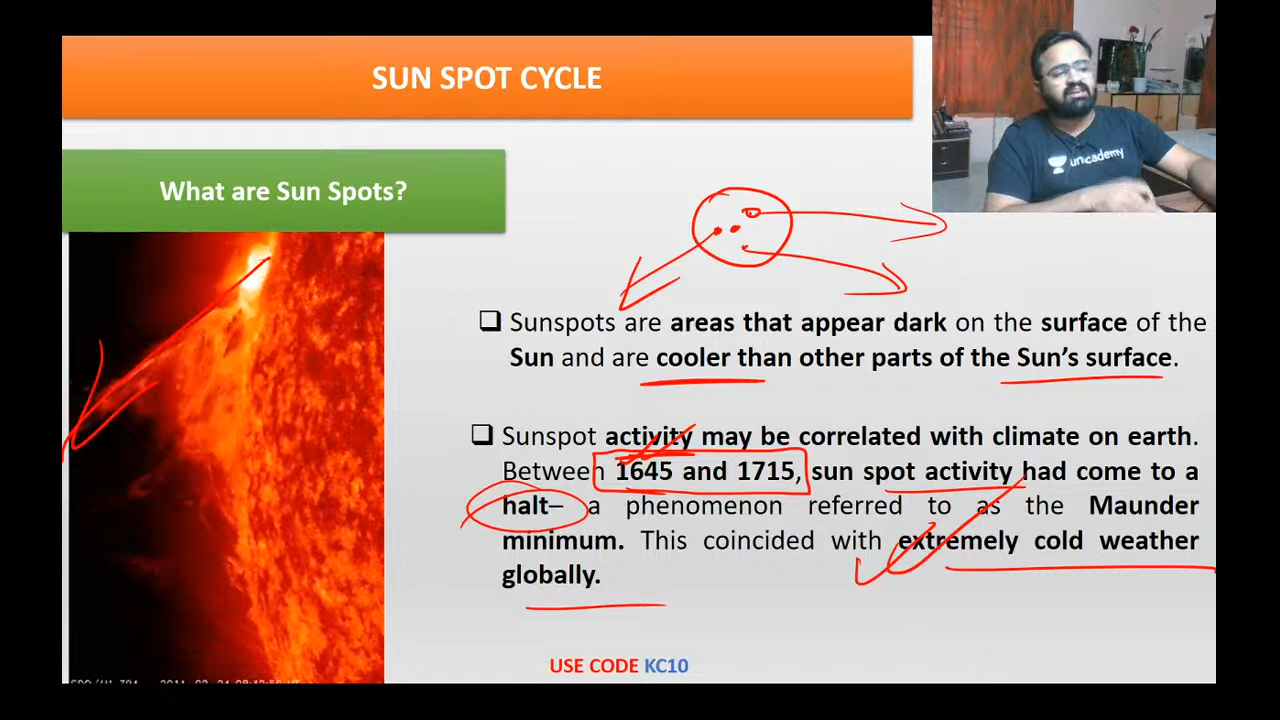 SUN SPOT CYCLE
unacademy
What are Sun Spots?
❑ Sunspots are areas that appear dark on the surface of the
Sun and are cooler than other parts of the Sun's surface.
❑ Sunspot activity may be correlated with climate on earth.
Between 1645 and 1715, sun spot activity had come to a
halt– a phenomenon referred to as the Maunder
minimum. This coincided with extremely cold weather
globally.
USE CODE KC10